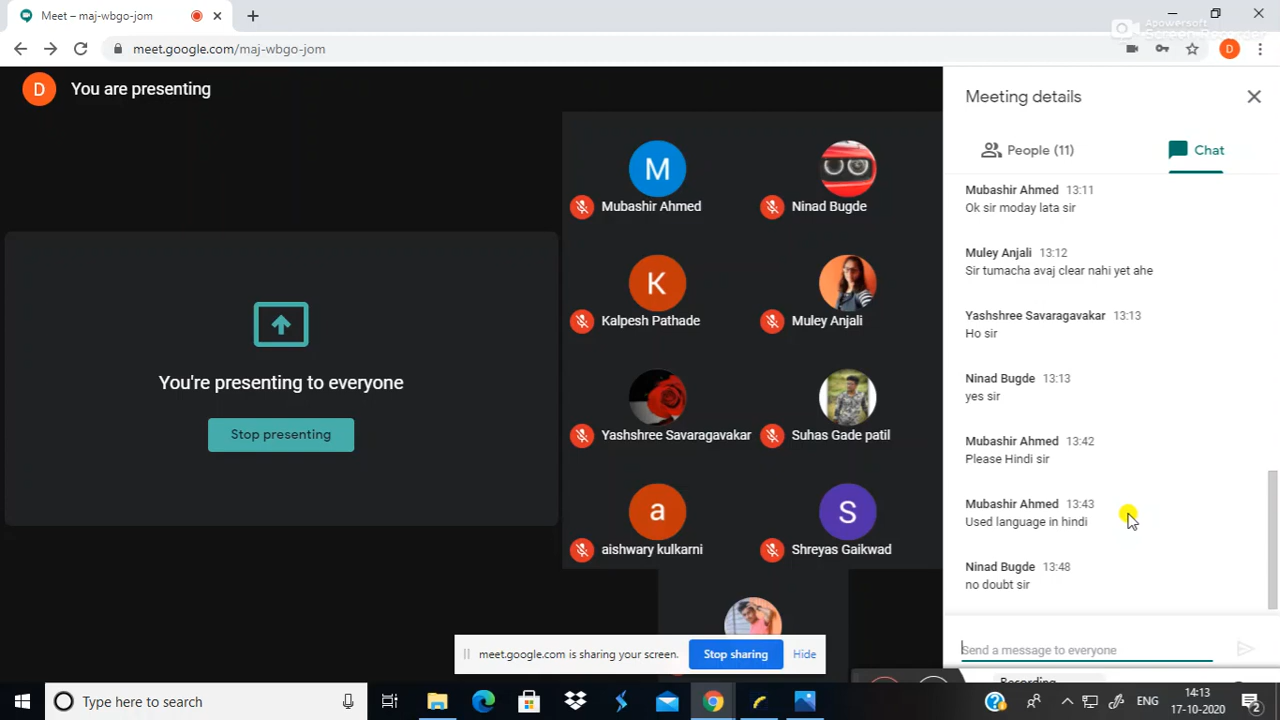 Meet – maj-wbgo-jom
meet.google.com/maj-wbgo-jom
Apowersoft
Screen Recorder
D
D
You are presenting
You're presenting to everyone
Stop presenting
M
Mubashir Ahmed
Ninad Bugde
K
Kalpesh Pathade
Muley Anjali
Yashshree Savaragavakar
Suhas Gade patil
a
aishwary kulkarni
S
Shreyas Gaikwad
Meeting details
People (11)
Chat
Mubashir Ahmed 13:11
Ok sir moday lata sir
Muley Anjali 13:12
Sir tumacha avaj clear nahi yet ahe
Yashshree Savaragavakar 13:13
Ho sir
Ninad Bugde 13:13
yes sir
Mubashir Ahmed 13:42
Please Hindi sir
Mubashir Ahmed 13:43
Used language in hindi
Ninad Bugde 13:48
no doubt sir
Send a message to everyone
meet.google.com is sharing your screen.
Stop sharing
Hide
Recording
Type here to search
ENG
14:13
17-10-2020
2